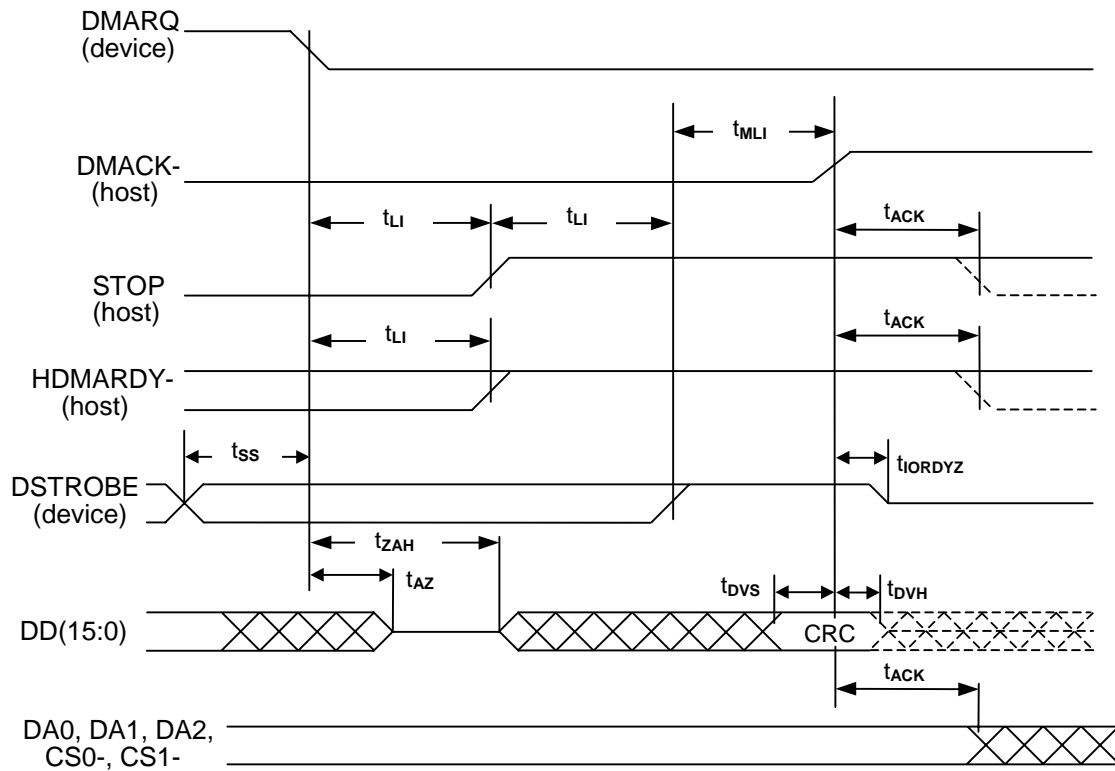 DMARQ
(device)
tMLI
DMACK-
(host)
tLI
tLI
tACK
STOP
(host)
tLI
tACK
HDMARDY-
(host)
tSS
tIORDYZ
DSTROBE
(device)
tZAH
tAZ
tDVS
tDVH
DD(15:0)
CRC
tACK
DA0, DA1, DA2,
CS0-, CS1-